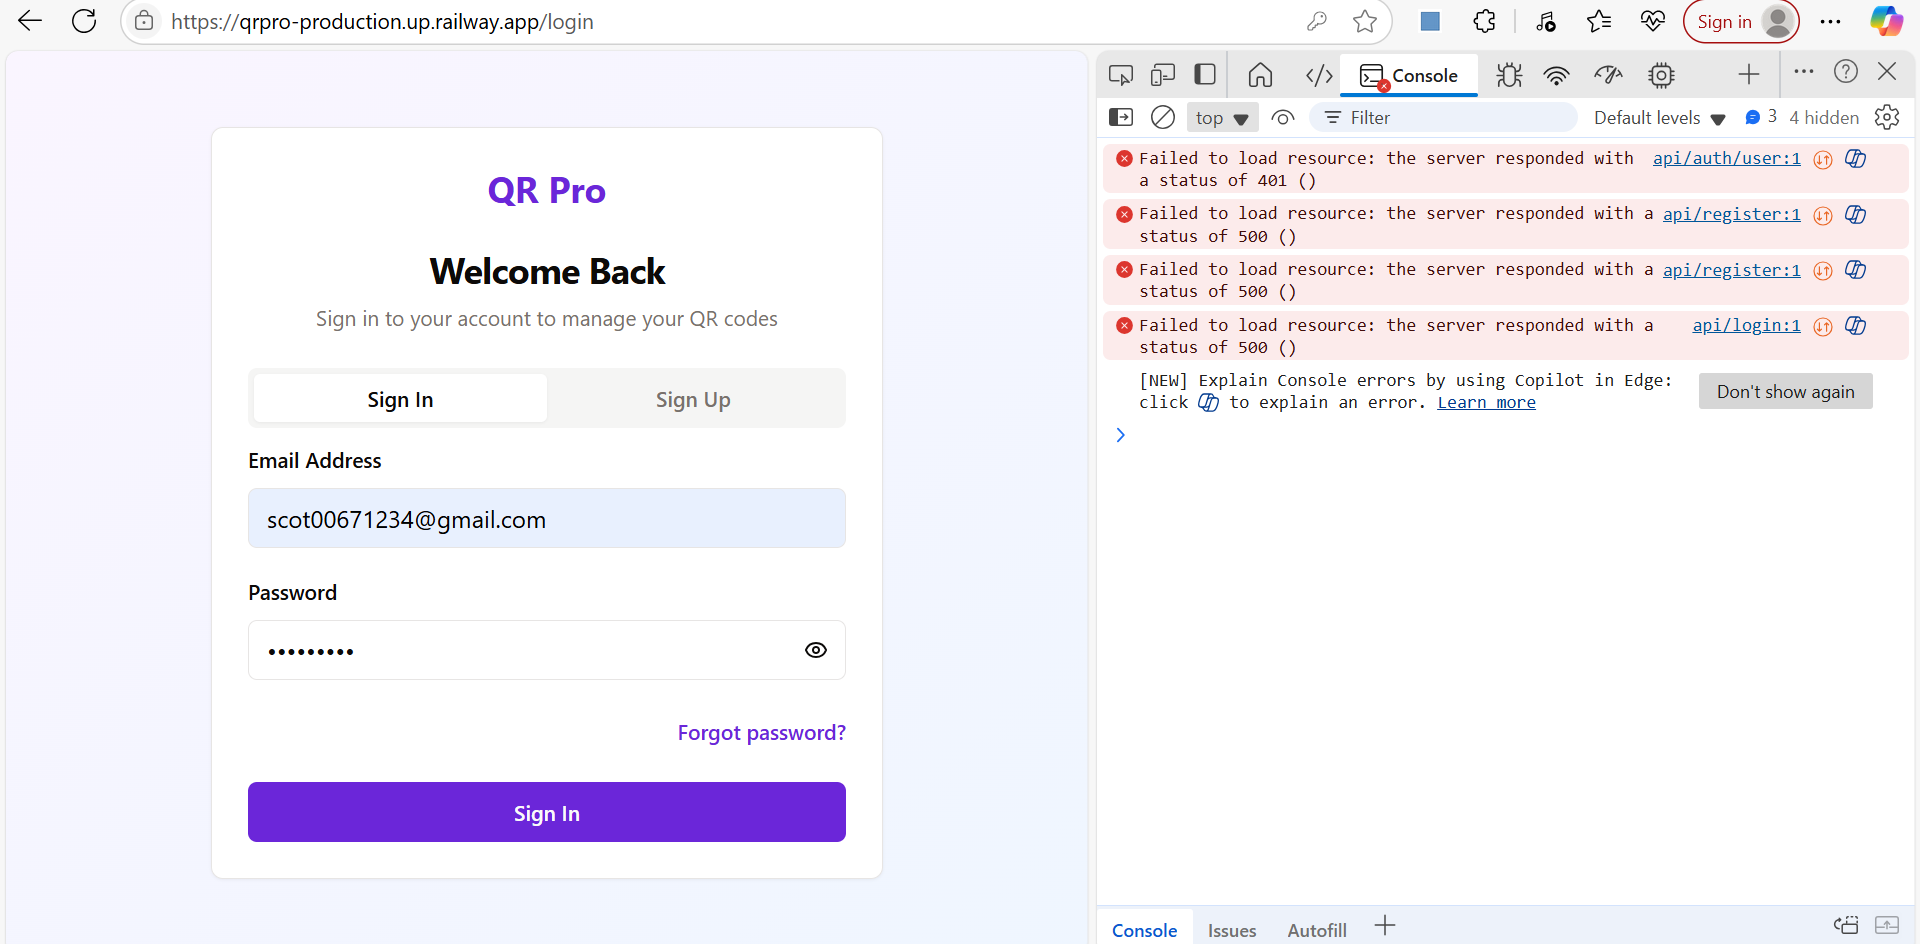 https://qrpro-production.up.railway.app/login
Sign in
QR Pro
Welcome Back
Sign in to your account to manage your QR codes
Sign In
Sign Up
Email Address
scot00671234@gmail.com
Password
•••••••••
Forgot password?
Sign In
Console
top
Filter
Default levels
3
4 hidden
Failed to load resource: the server responded with api/auth/user:1
a status of 401 ()
Failed to load resource: the server responded with a api/register:1
status of 500 ()
Failed to load resource: the server responded with a api/register:1
status of 500 ()
Failed to load resource: the server responded with a api/login:1
status of 500 ()
[NEW] Explain Console errors by using Copilot in Edge:
click to explain an error. Learn more
Don't show again
Console
Issues
Autofill